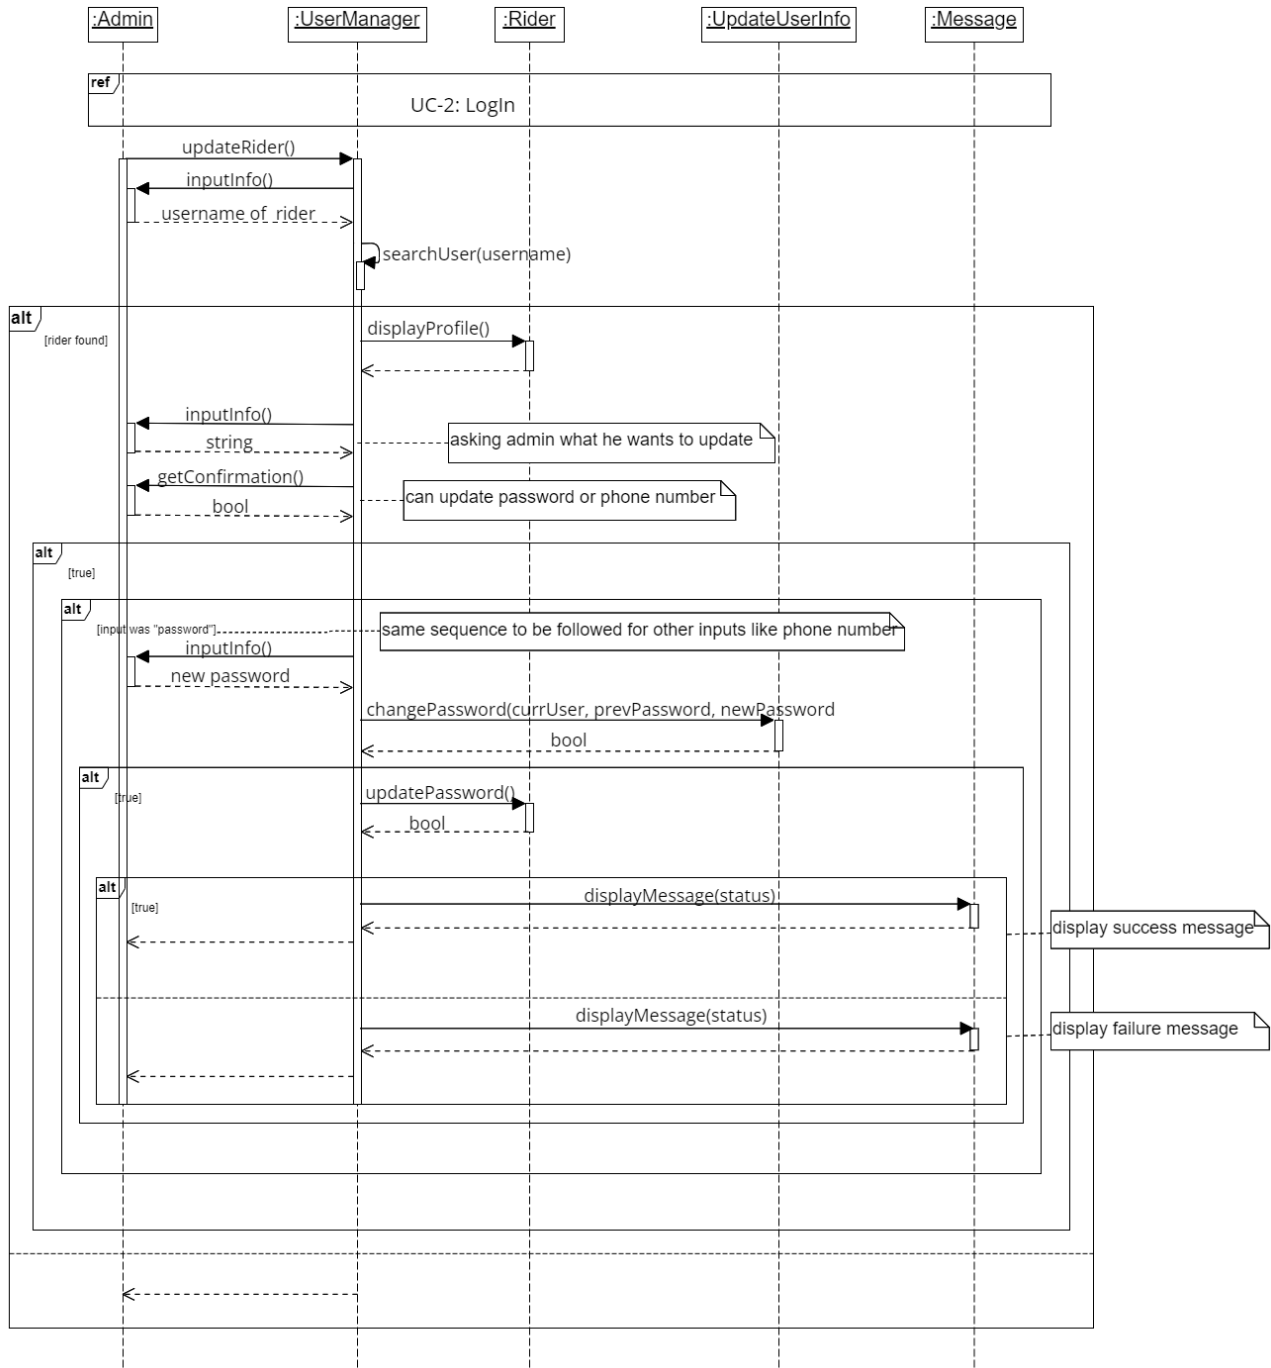 :Admin
:UserManager
:Rider
:UpdateUserInfo
:Message
ref
UC-2: LogIn
updateRider()
inputInfo()
username of  rider
searchUser(username)
alt
[rider found]
displayProfile()
inputInfo()
asking admin what he wants to update
string
getConfirmation()
can update password or phone number
bool
alt
[true]
alt
[input was "password"]
same sequence to be followed for other inputs like phone number
inputInfo()
new password
changePassword(currUser, prevPassword, newPassword
bool
alt
[true]
updatePassword()
bool
alt
displayMessage(status)
[true]
display success message
displayMessage(status)
display failure message